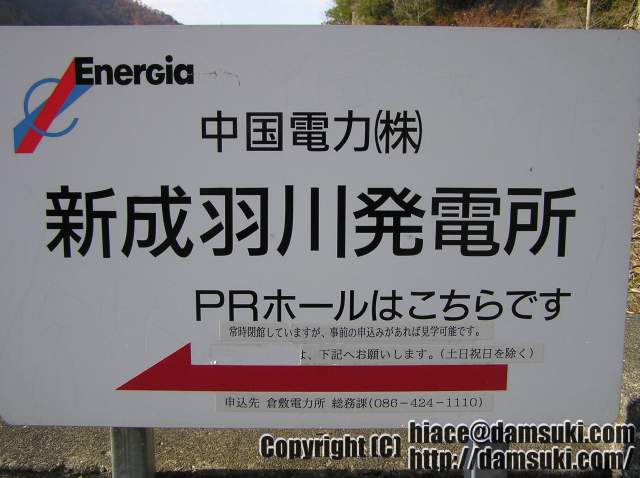 Energia
中国電力(株)
新成羽川発電所
PRホールはこちらです
常時閉館していますが、事前の申込みがあれば見学可能です。
は、下記へお願いします。(土日祝日を除く)
申込先 倉敷電力所 総務課(086-424-1110)
Copyright (C) hiace@damsuki.com
http://damsuki.com/